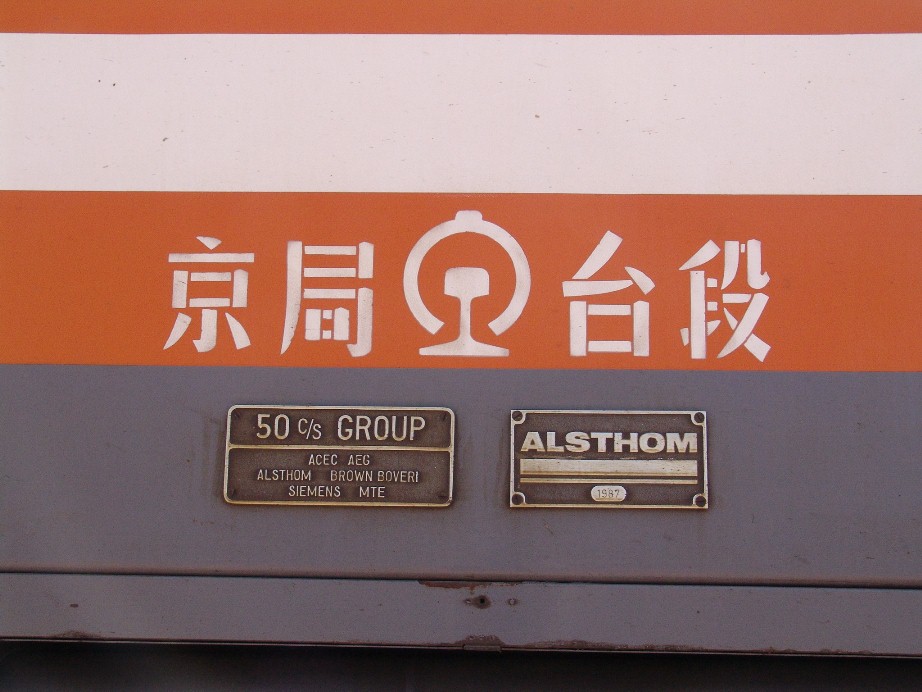 京局 台段
50 C/S GROUP
ACEC AEG
ALSTHOM BROWN BOVERI
SIEMENS MTE
ALSTHOM
1987